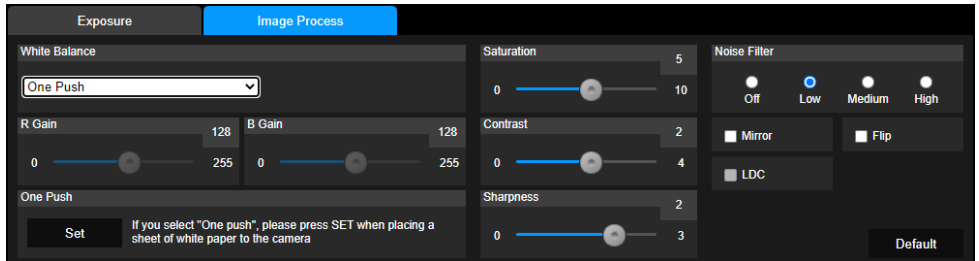 Exposure
Image Process
White Balance
One Push
R Gain
128
0
255
B Gain
128
0
255
One Push
Set
If you select "One push", please press SET when placing a
sheet of white paper to the camera
Saturation
5
0
10
Contrast
2
0
4
Sharpness
2
0
3
Noise Filter
Off
Low
Medium
High
Mirror
Flip
LDC
Default